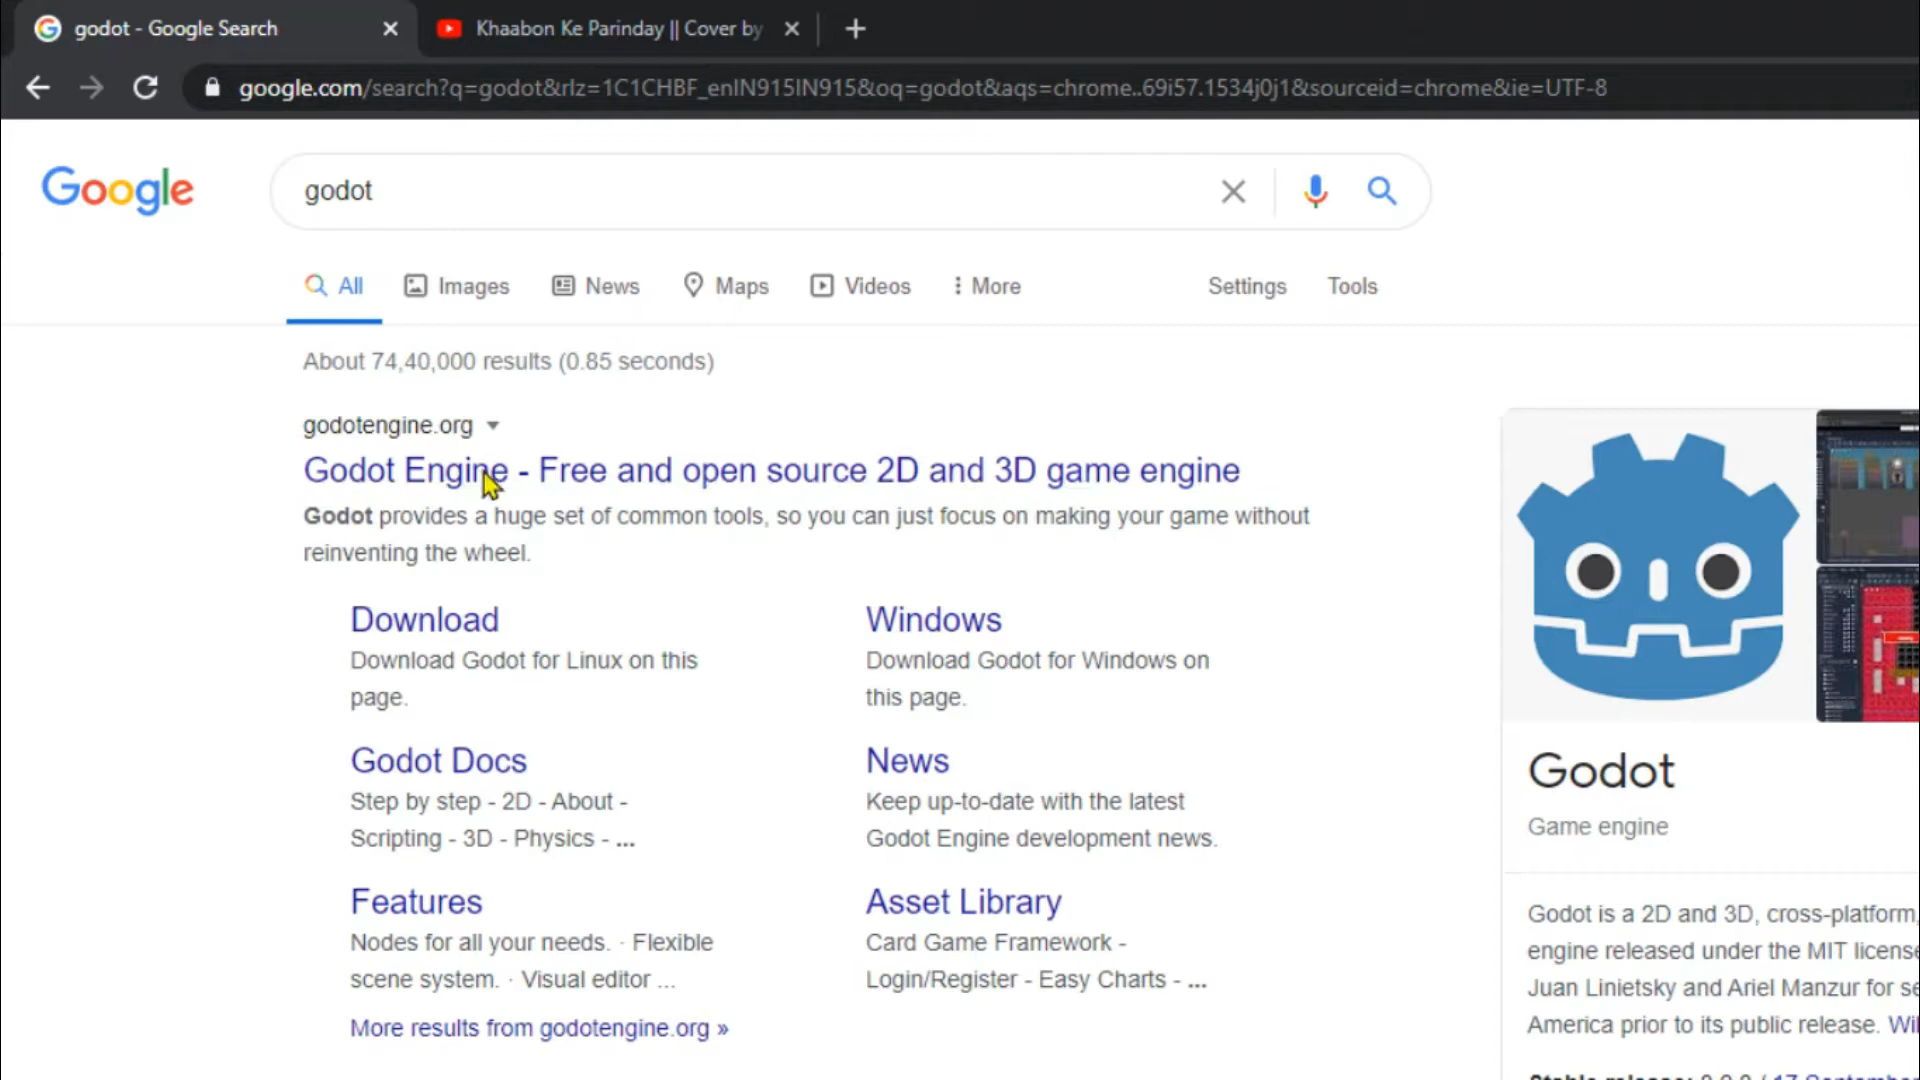 godot - Google Search
Khaabon Ke Parinday || Cover by
google.com/search?q=godot&rlz=1C1CHBF_enIN915IN915&oq=godot&aqs=chrome..69i57.1534j0j1&sourceid=chrome&ie=UTF-8
Google
godot
All Images News Maps Videos More Settings Tools
About 74,40,000 results (0.85 seconds)
godotengine.org
Godot Engine - Free and open source 2D and 3D game engine
Godot provides a huge set of common tools, so you can just focus on making your game without
reinventing the wheel.
Download
Download Godot for Linux on this
page.
Windows
Download Godot for Windows on
this page.
Godot Docs
Step by step - 2D - About -
Scripting - 3D - Physics - ...
News
Keep up-to-date with the latest
Godot Engine development news.
Features
Nodes for all your needs. · Flexible
scene system. · Visual editor ...
Asset Library
Card Game Framework -
Login/Register - Easy Charts - ...
More results from godotengine.org »
Godot
Game engine
Godot is a 2D and 3D, cross-platform,
engine released under the MIT license
Juan Linietsky and Ariel Manzur for se
America prior to its public release. Wi